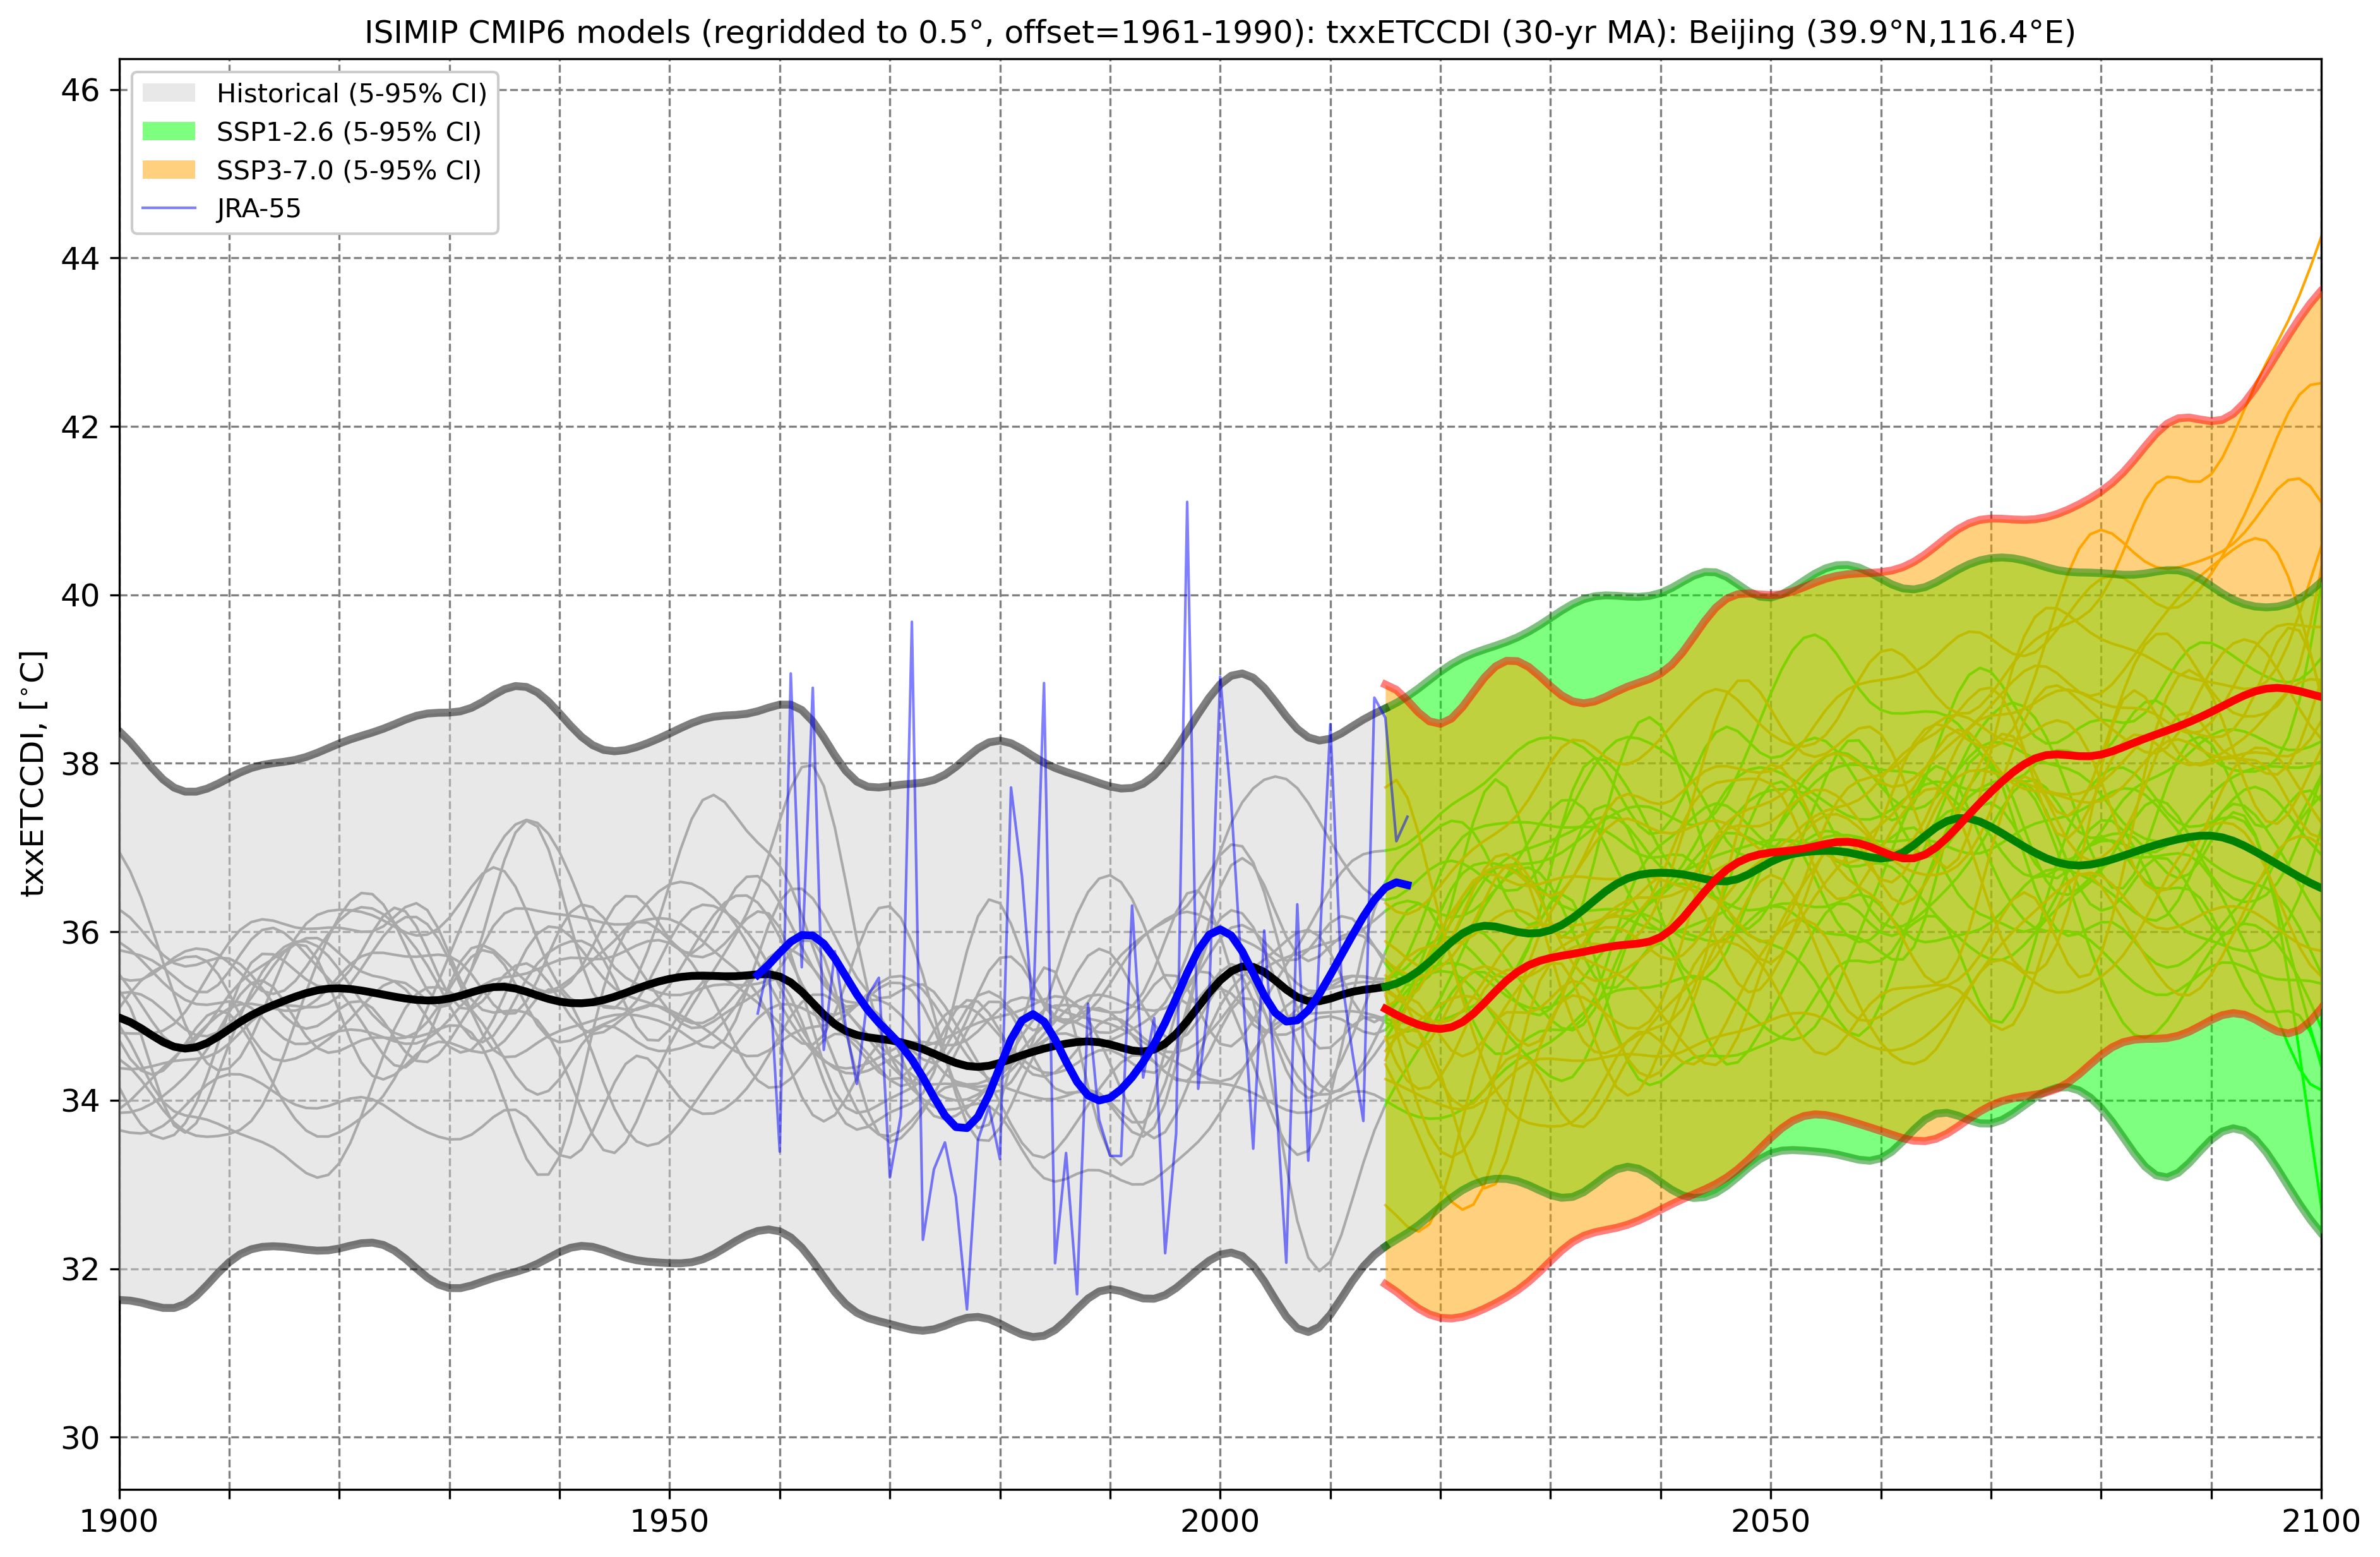 ISIMIP CMIP6 models (regridded to 0.5°, offset=1961-1990): txxETCCDI (30-yr MA): Beijing (39.9°N,116.4°E)
Historical (5-95% CI)
SSP1-2.6 (5-95% CI)
SSP3-7.0 (5-95% CI)
JRA-55
txxETCCDI, [°C]
46
44
42
40
38
36
34
32
30
1900
1950
2000
2050
2100